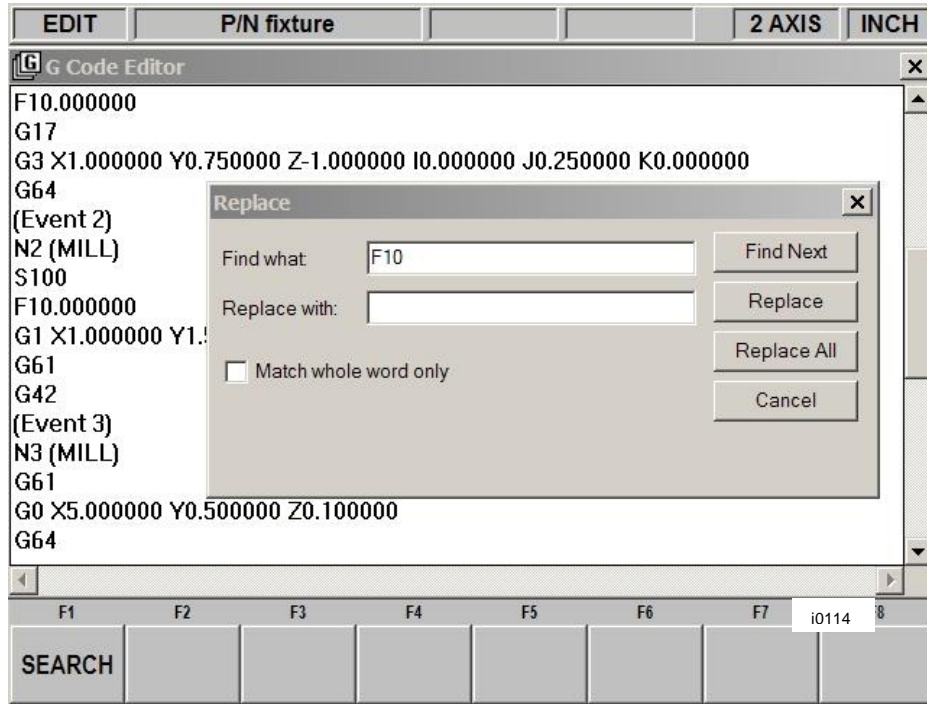 EDIT P/N fixture 2 AXIS INCH
G Code Editor
F10.000000
G17
G3 X1.000000 Y0.750000 Z-1.000000 I0.000000 J0.250000 K0.000000
G64
(Event 2)
N2 (MILL)
S100
F10.000000
G1 X1.000000 Y1.
G61
G42
(Event 3)
N3 (MILL)
G61
G0 X5.000000 Y0.500000 Z0.100000
G64
Replace
Find what: F10
Replace with:
Match whole word only
Find Next
Replace
Replace All
Cancel
F1 F2 F3 F4 F5 F6 F7 i0114 8
SEARCH